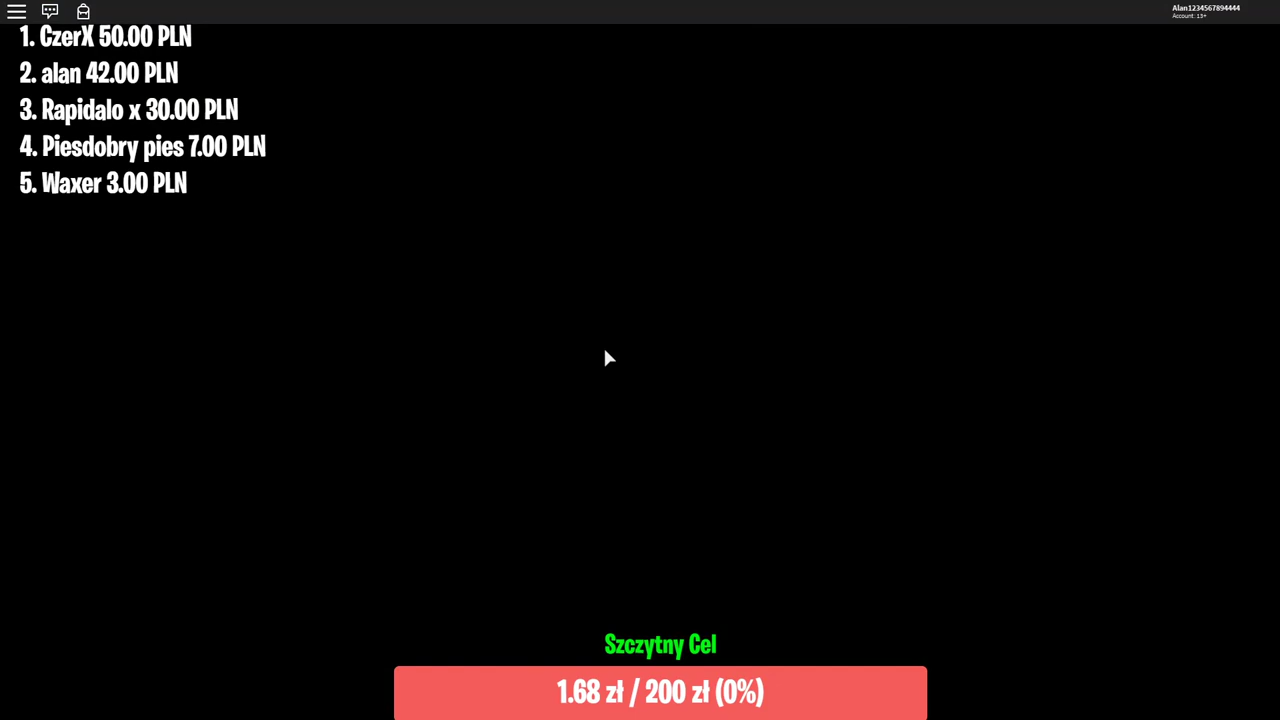 Alan1234567894444
Account: 13+
1. CzerX 50.00 PLN
2. alan 42.00 PLN
3. Rapidalo x 30.00 PLN
4. Piesdobry pies 7.00 PLN
5. Waxer 3.00 PLN
Szczytny Cel
1.68 zł / 200 zł (0%)